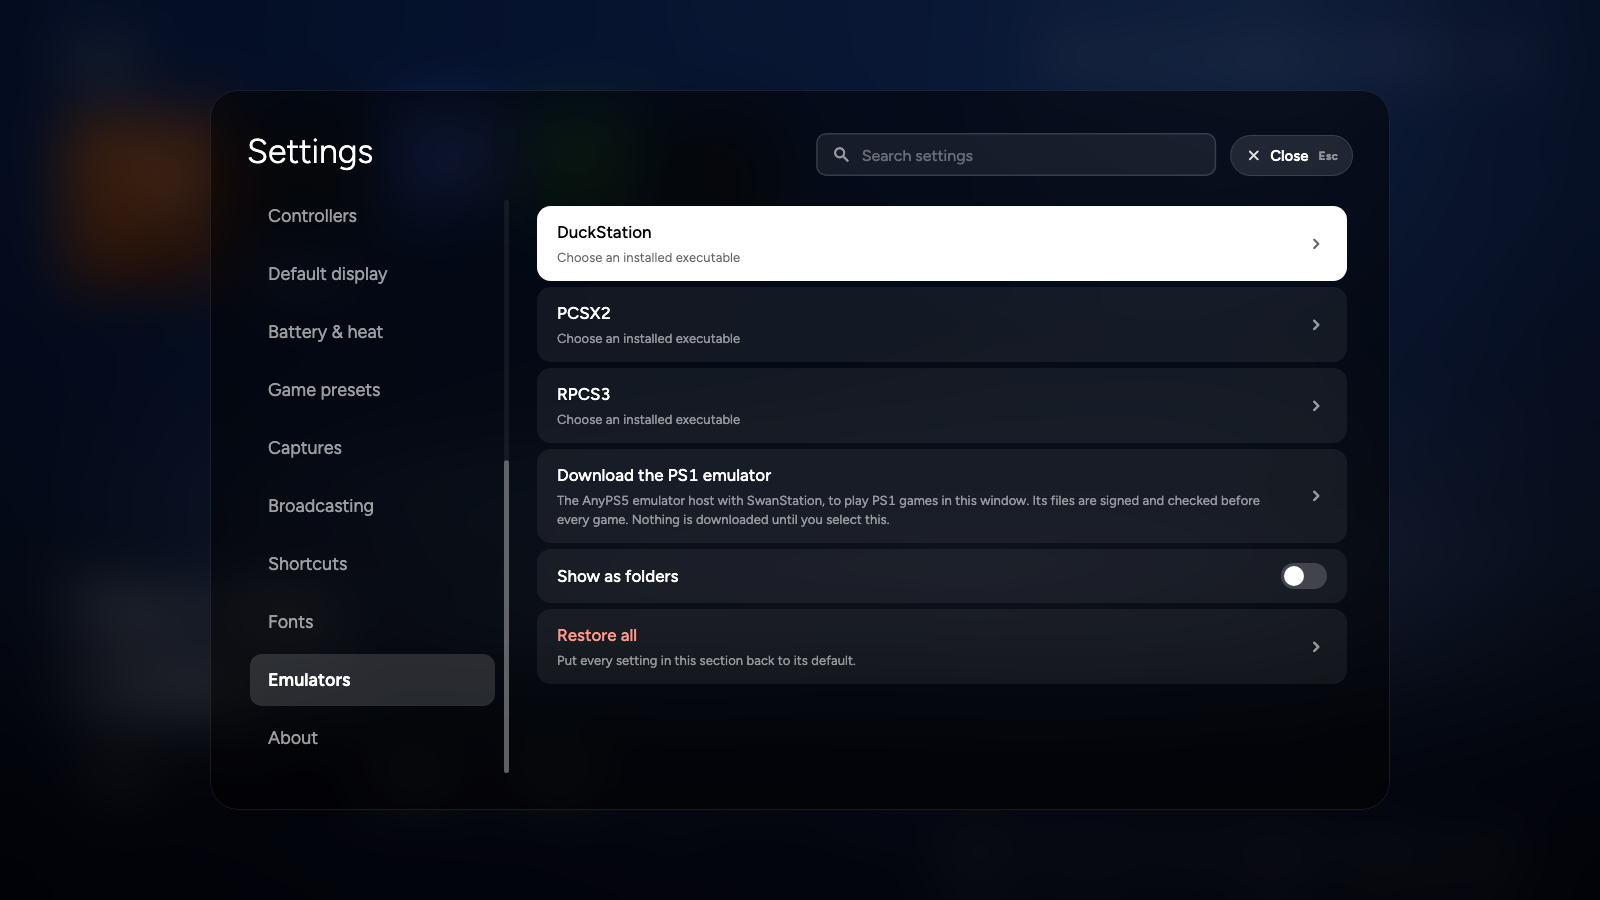 Settings
Search settings
Close Esc
Controllers
Default display
Battery & heat
Game presets
Captures
Broadcasting
Shortcuts
Fonts
Emulators
About
DuckStation
Choose an installed executable
PCSX2
Choose an installed executable
RPCS3
Choose an installed executable
Download the PS1 emulator
The AnyPS5 emulator host with SwanStation, to play PS1 games in this window. Its files are signed and checked before
every game. Nothing is downloaded until you select this.
Show as folders
Restore all
Put every setting in this section back to its default.